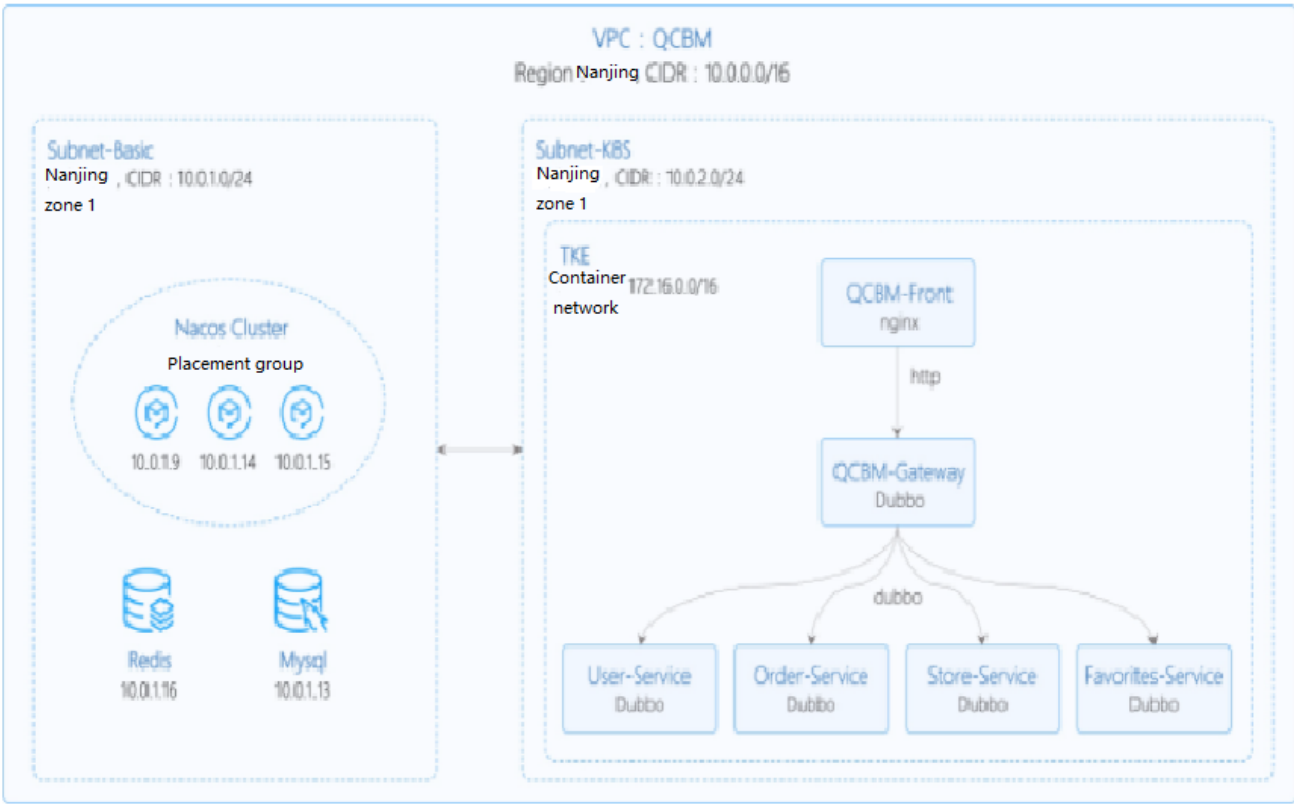 VPC : QCBM
Region Nanjing CIDR : 10.0.0.0/16
Subnet-Basic
Nanjing , CIDR : 10.0.1.0/24
zone 1
Nacos Cluster
Placement group
10.0.1.9 10.0.1.14 10.0.1.15
Redis
10.0.1.16
Mysql
10.0.1.13
Subnet-K8S
Nanjing , CIDR : 10.0.2.0/24
zone 1
TKE
Container 172.16.0.0/16
network
QCBM-Front
nginx
http
QCBM-Gateway
Dubbo
dubbo
User-Service
Dubbo
Order-Service
Dubbo
Store-Service
Dubbo
Favorites-Service
Dubbo